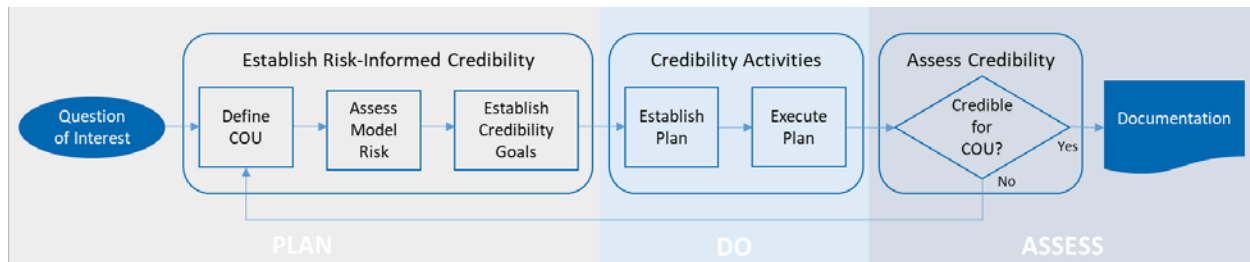 Establish Risk-Informed Credibility
Credibility Activities
Assess Credibility
Question
of Interest
Define
COU
Assess
Model
Risk
Establish
Credibility
Goals
Establish
Plan
Execute
Plan
Credible
for
COU?
Yes
No
Documentation
PLAN
DO
ASSESS